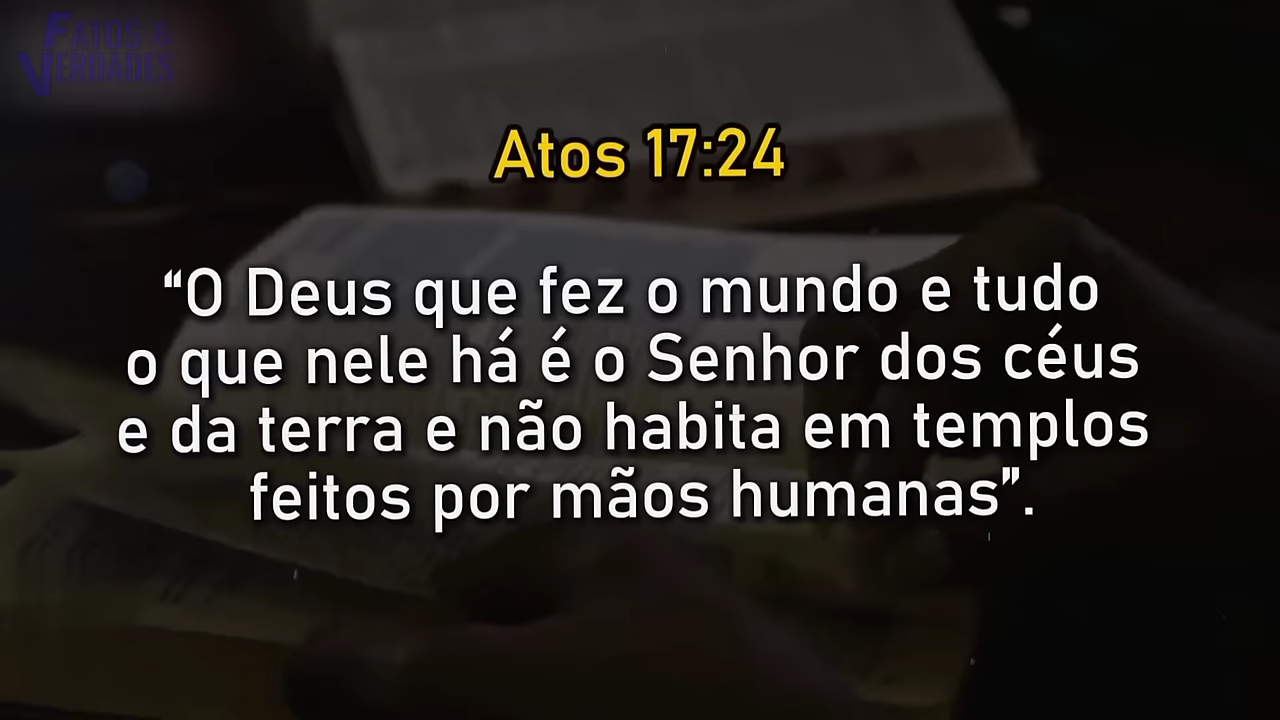 FATOS &
VERDADES
Atos 17:24
“O Deus que fez o mundo e tudo
o que nele há é o Senhor dos céus
e da terra e não habita em templos
feitos por mãos humanas”.